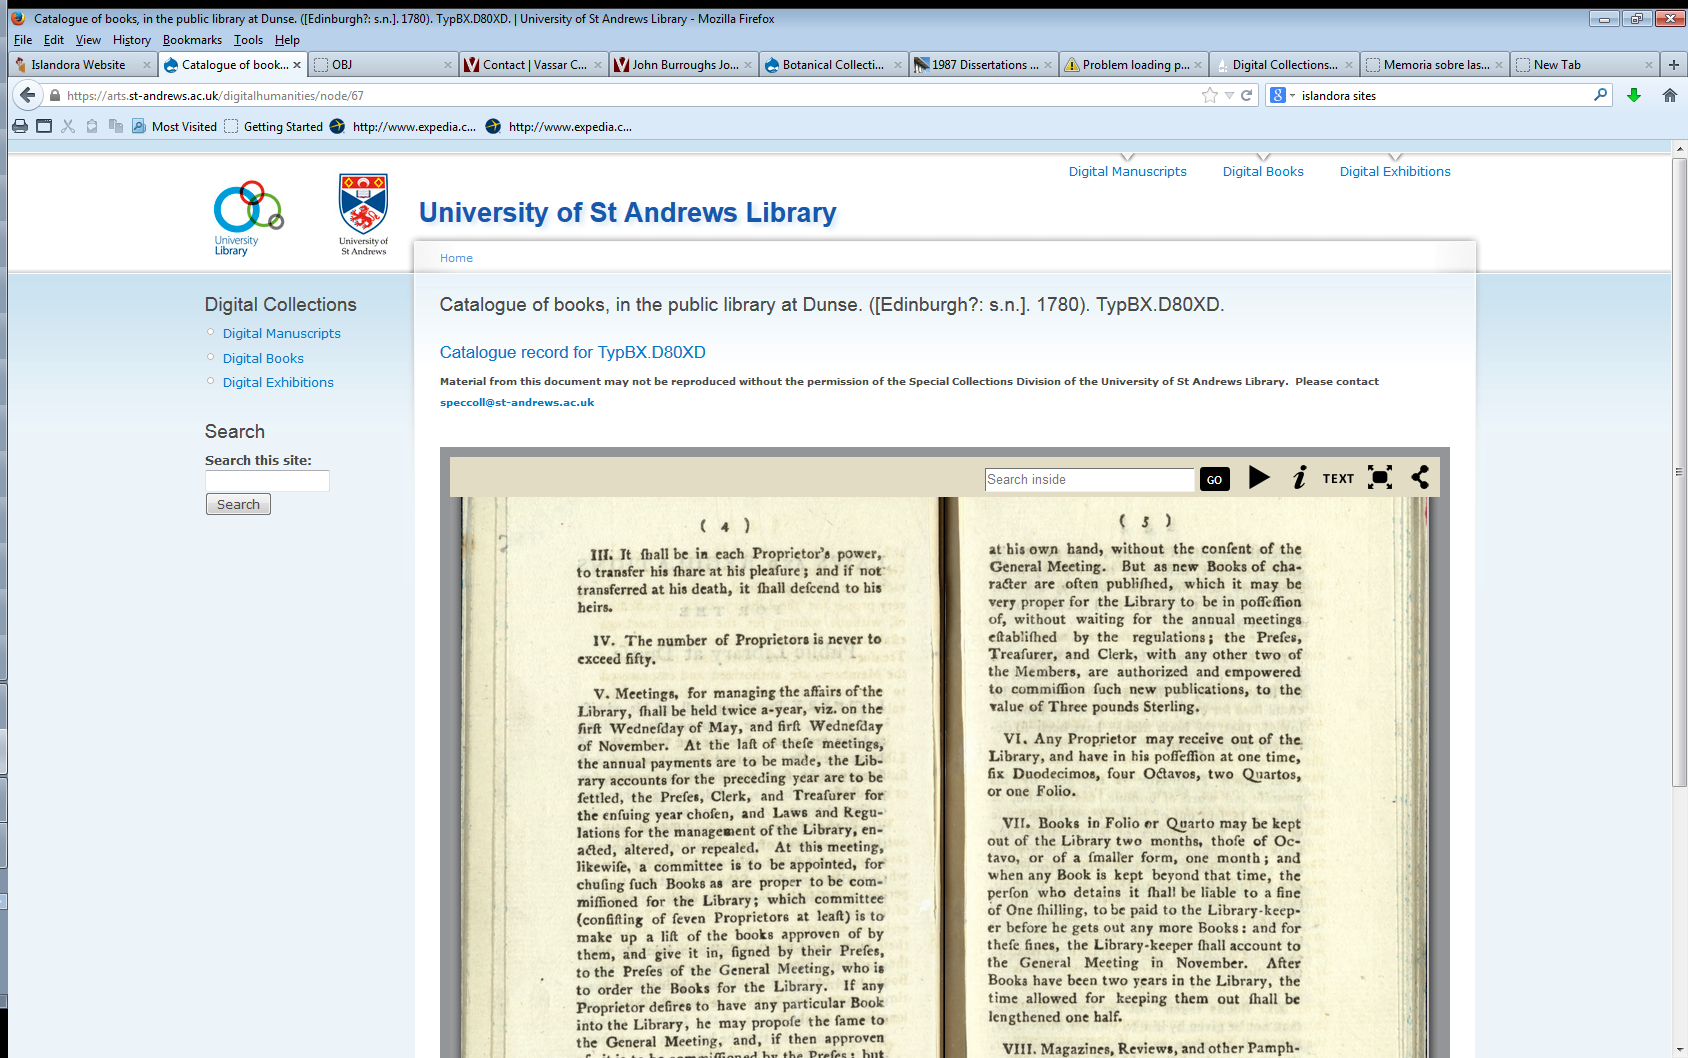 Catalogue of books, in the public library at Dunse. ([Edinburgh?: s.n.]. 1780). TypBX.D80XD. | University of St Andrews Library - Mozilla Firefox
File Edit View History Bookmarks Tools Help
Islandora Website
Catalogue of book...
OBJ
Contact | Vassar C...
John Burroughs Jo...
Botanical Collecti...
1987 Dissertations ...
Problem loading p...
Digital Collections...
Memoria sobre las...
New Tab
https://arts.st-andrews.ac.uk/digitalhumanities/node/67
islandora sites
Most Visited Getting Started http://www.expedia.c... http://www.expedia.c...
Digital Manuscripts Digital Books Digital Exhibitions
University Library
University of St Andrews
University of St Andrews Library
Home
Digital Collections
Digital Manuscripts
Digital Books
Digital Exhibitions
Search
Search this site:
Search
Catalogue of books, in the public library at Dunse. ([Edinburgh?: s.n.]. 1780). TypBX.D80XD.
Catalogue record for TypBX.D80XD
Material from this document may not be reproduced without the permission of the Special Collections Division of the University of St Andrews Library. Please contact
speccoll@st-andrews.ac.uk
Search inside GO TEXT
( 4 )
III. It ſhall be in each Proprietor's power,
to transfer his ſhare at his pleaſure; and if not
transferred at his death, it ſhall deſcend to his
heirs.
IV. The number of Proprietors is never to
exceed fifty.
V. Meetings, for managing the affairs of the
Library, ſhall be held twice a-year, viz. on the
firſt Wedneſday of May, and firſt Wedneſday
of November. At the laſt of theſe meetings,
the annual payments are to be made, the Lib-
rary accounts for the preceding year are to be
ſettled, the Preſes, Clerk, and Treaſurer for
the enſuing year choſen, and Laws and Regu-
lations for the management of the Library, en-
acted, altered, or repealed. At this meeting,
likewiſe, a committee is to be appointed, for
chuſing ſuch Books as are proper to be com-
miſſioned for the Library; which committee
(conſiſting of ſeven Proprietors at leaſt) is to
make up a liſt of the books approven of by
them, and give it in, ſigned by their Preſes,
to the Preſes of the General Meeting, who is
to order the Books for the Library. If any
Proprietor deſires to have any particular Book
into the Library, he may propoſe the ſame to
the General Meeting, and, if then approven
of, it is to be commiſſioned by the Preſes; but
( 5 )
at his own hand, without the conſent of the
General Meeting. But as new Books of cha-
racter are often publiſhed, which it may be
very proper for the Library to be in poſſeſſion
of, without waiting for the annual meetings
eſtabliſhed by the regulations; the Preſes,
Treaſurer, and Clerk, with any other two of
the Members, are authorized and empowered
to commiſſion ſuch new publications, to the
value of Three pounds Sterling.
VI. Any Proprietor may receive out of the
Library, and have in his poſſeſſion at one time,
ſix Duodecimos, four Octavos, two Quartos,
or one Folio.
VII. Books in Folio or Quarto may be kept
out of the Library two months, thoſe of Oc-
tavo, or of a ſmaller form, one month; and
when any Book is kept beyond that time, the
perſon who detains it ſhall be liable to a fine
of One ſhilling, to be paid to the Library-keep-
er before he gets out any more Books: and for
theſe fines, the Library-keeper ſhall account to
the General Meeting in November. After
Books have been two years in the Library, the
time allowed for keeping them out ſhall be
lengthened one half.
VIII. Magazines, Reviews, and other Pamph-